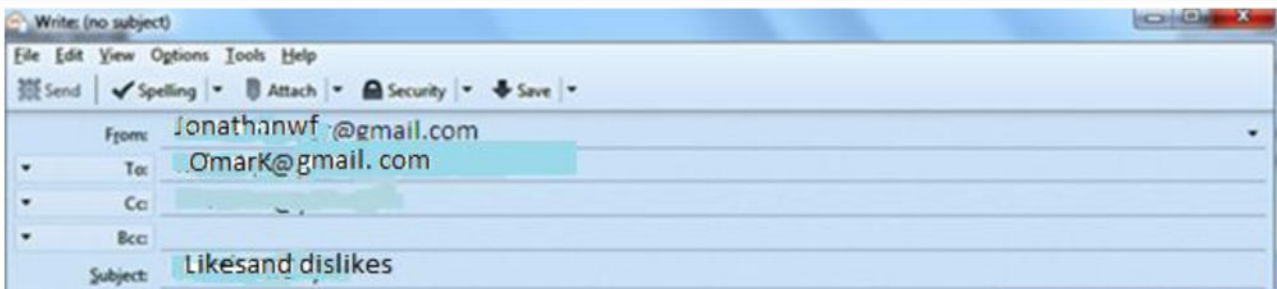 Write: (no subject)
File Edit View Options Tools Help
Send Spelling Attach Security Save
From: Jonathanwf @gmail.com
To: OmarK@gmail. com
Cc:
Bcc:
Subject: Likesand dislikes